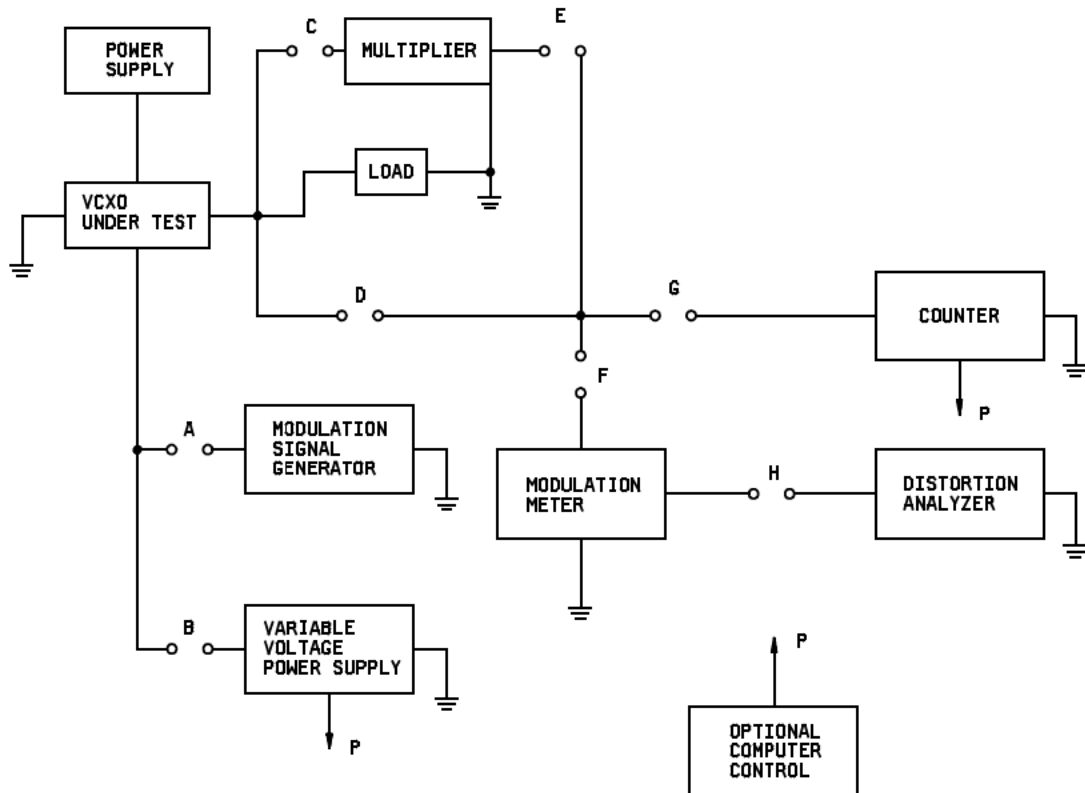 C
E
POWER
SUPPLY
MULTIPLIER
LOAD
VCXO
UNDER TEST
D
G
COUNTER
F
P
A
MODULATION
SIGNAL
GENERATOR
MODULATION
METER
H
DISTORTION
ANALYZER
B
VARIABLE
VOLTAGE
POWER SUPPLY
P
P
OPTIONAL
COMPUTER
CONTROL